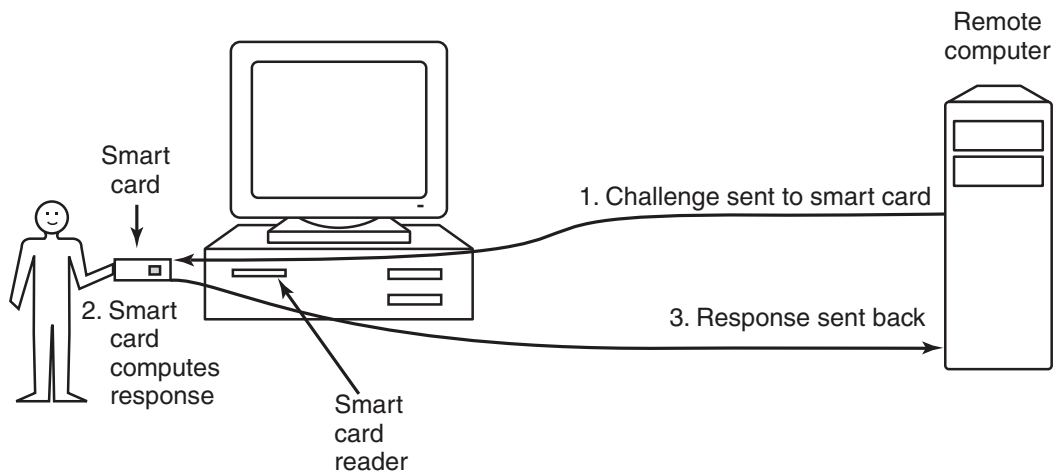 Remote
computer
Smart
card
1. Challenge sent to smart card
2. Smart
card
computes
response
3. Response sent back
Smart
card
reader